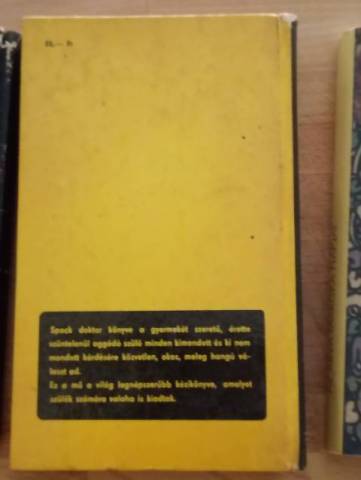 Ft
Spock doktor könyve a gyermekét szerető, érette
szüntelenül aggódó szülő minden kimondott és ki nem
mondott kérdésére közvetlen, okos, meleg hangú vá-
laszt ad.
Ez a mű a világ legnépszerűbb kézikönyve, amelyet
szülők számára valaha is kiadtak.